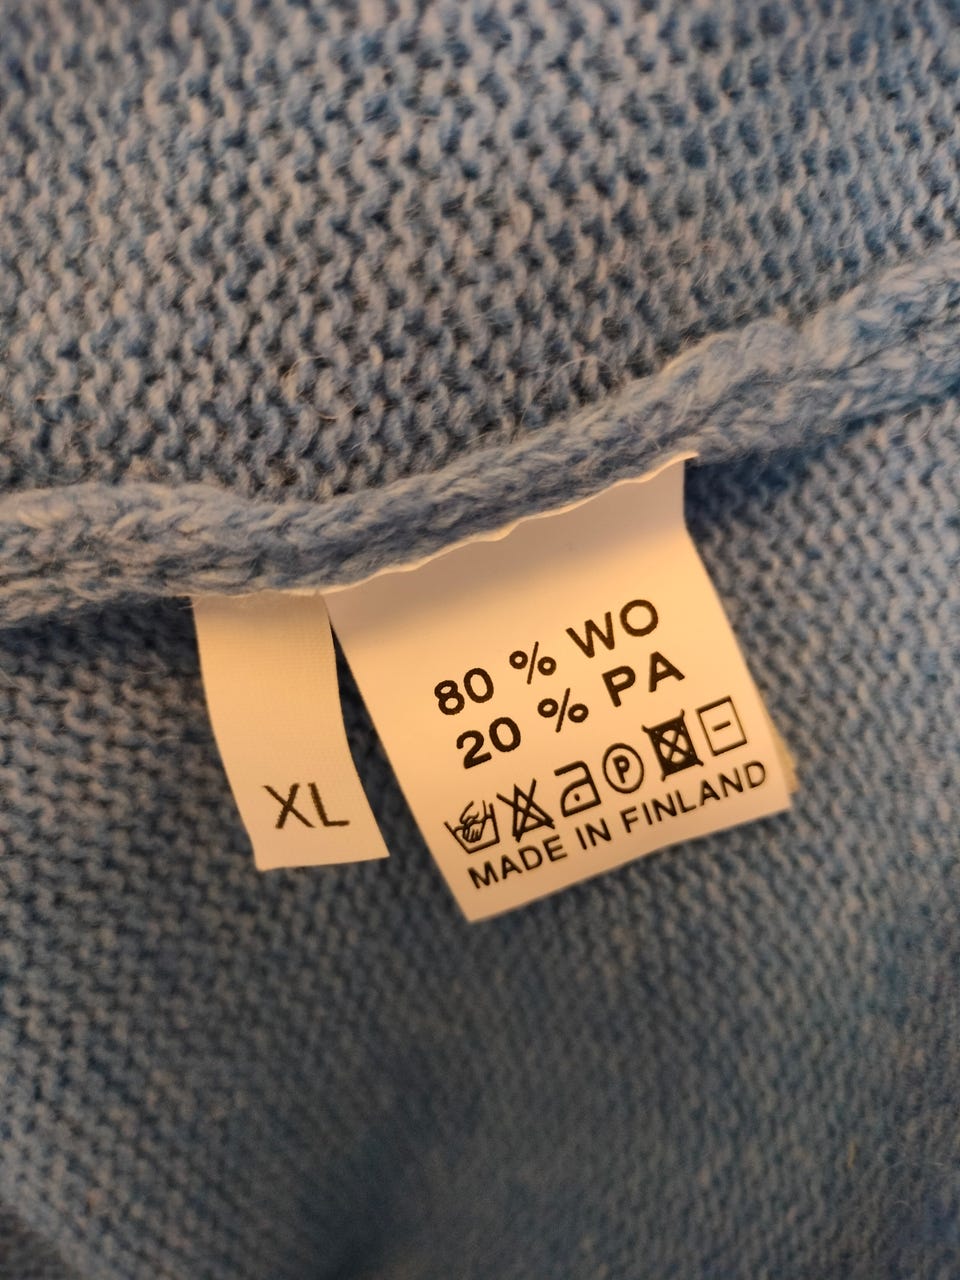 XL
80 % WO
20 % PA
P
MADE IN FINLAND